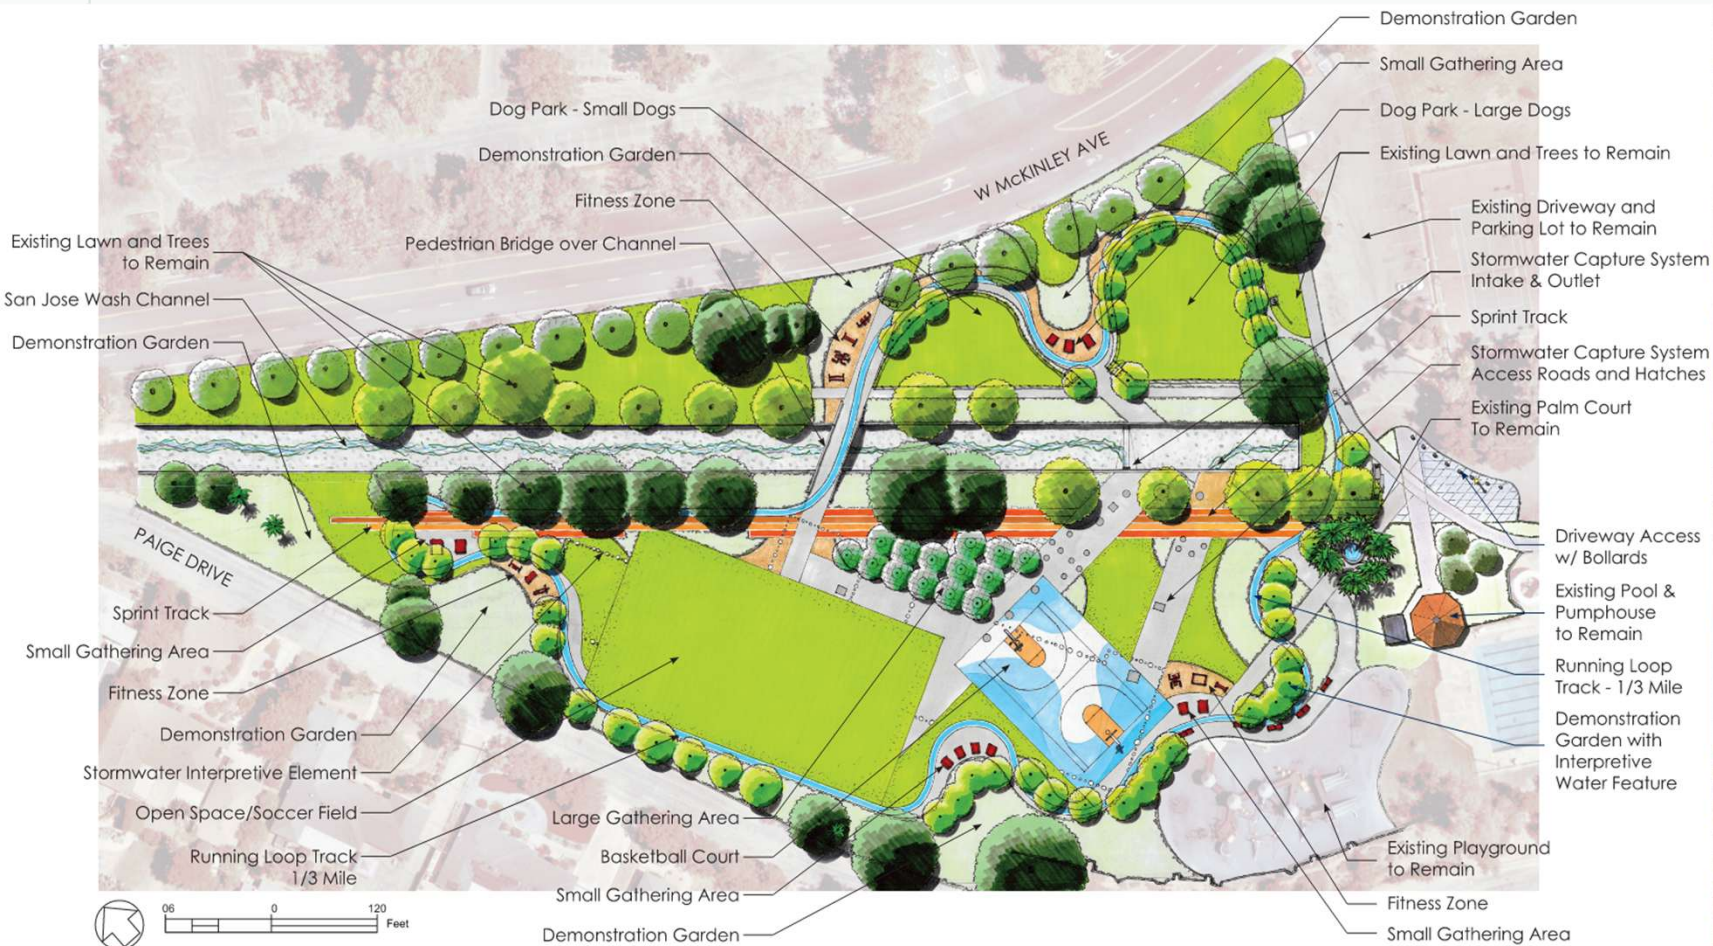 Demonstration Garden
Small Gathering Area
Dog Park - Large Dogs
Existing Lawn and Trees to Remain
Existing Driveway and
Parking Lot to Remain
Stormwater Capture System
Intake & Outlet
Sprint Track
Stormwater Capture System
Access Roads and Hatches
Existing Palm Court
To Remain
Driveway Access
w/ Bollards
Existing Pool &
Pumphouse
to Remain
Running Loop
Track - 1/3 Mile
Demonstration
Garden with
Interpretive
Water Feature
Existing Playground
to Remain
Fitness Zone
Small Gathering Area
Dog Park - Small Dogs
Demonstration Garden
Fitness Zone
Pedestrian Bridge over Channel
W McKINLEY AVE
Existing Lawn and Trees
to Remain
San Jose Wash Channel
Demonstration Garden
PAIGE DRIVE
Sprint Track
Small Gathering Area
Fitness Zone
Demonstration Garden
Stormwater Interpretive Element
Open Space/Soccer Field
Running Loop Track
1/3 Mile
Large Gathering Area
Basketball Court
Small Gathering Area
Demonstration Garden
06 0 120
Feet